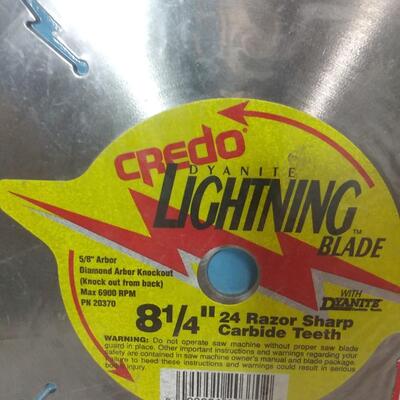 CREDO®
DYANITE
LIGHTNING
BLADE™
5/8" Arbor
Diamond Arbor Knockout
(Knock out from back)
Max 6900 RPM
PN 20370
WITH
DYANITE
8 1/4" 24 Razor Sharp
Carbide Teeth
WARNING: Do not operate saw machine without proper saw blade
guard in place. Other important instructions and warnings regarding your
safety are contained in saw machine owner's manual and blade package.
Failure to heed these instructions and warnings could result in serious
bodily injury.